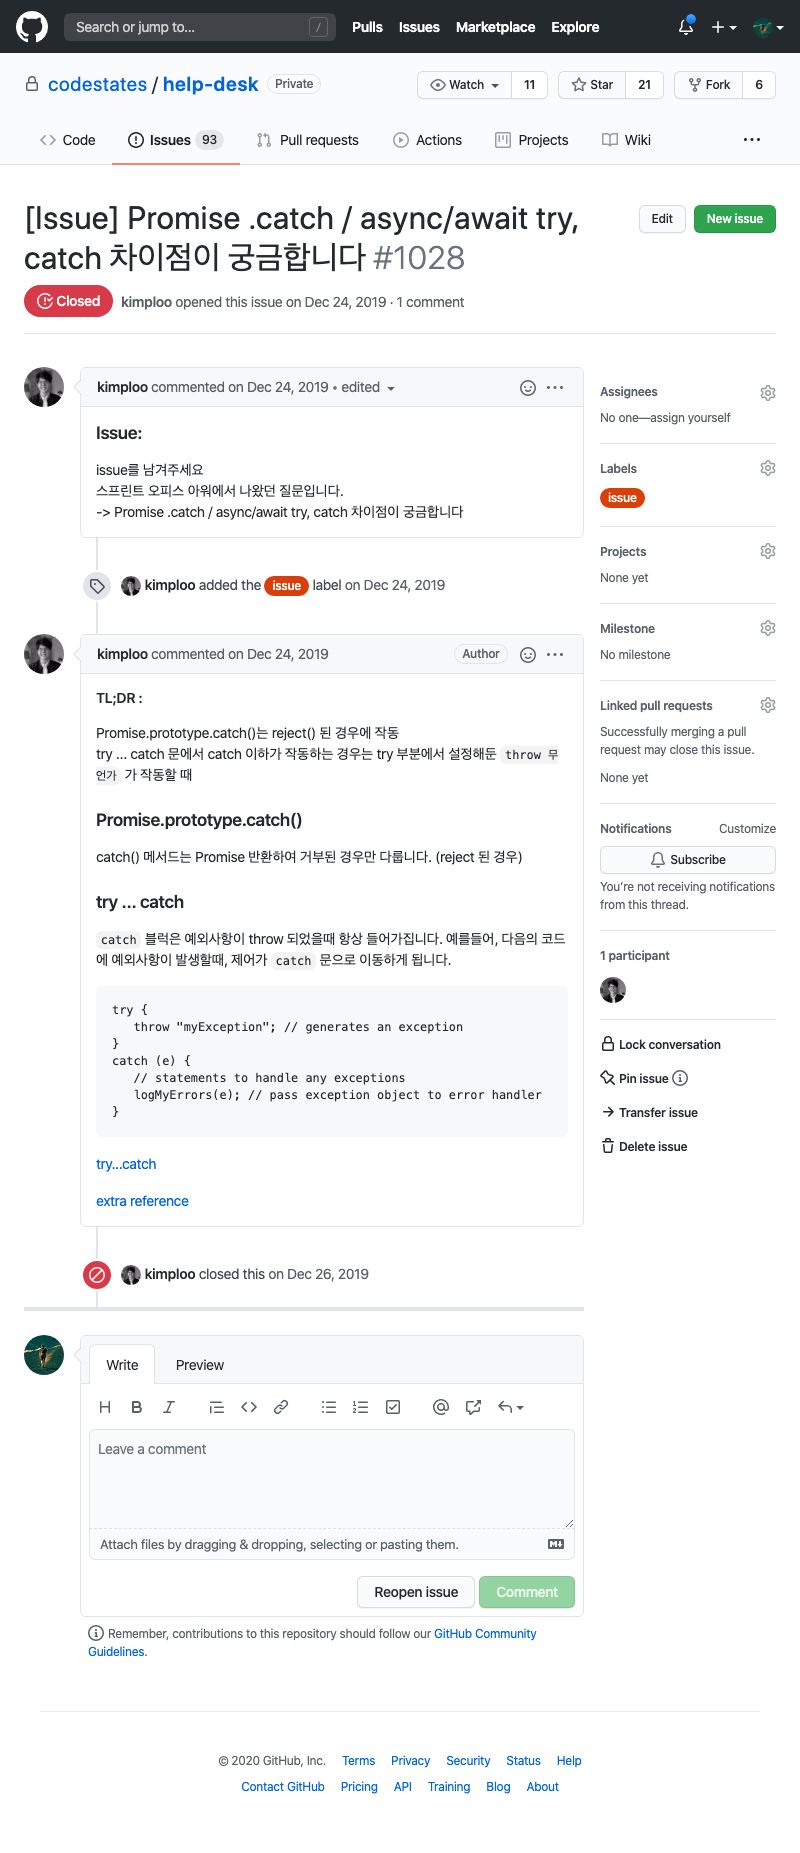 Search or jump to... /
Pulls Issues Marketplace Explore
codestates / help-desk Private
Watch 11 Star 21 Fork 6
Code Issues 93 Pull requests Actions Projects Wiki ...
[Issue] Promise .catch / async/await try,
catch 차이점이 궁금합니다 #1028
Edit New issue
Closed kimploo opened this issue on Dec 24, 2019 · 1 comment
kimploo commented on Dec 24, 2019 • edited
Issue:
issue를 남겨주세요
스프린트 오피스 아워에서 나왔던 질문입니다.
-> Promise .catch / async/await try, catch 차이점이 궁금합니다
kimploo added the issue label on Dec 24, 2019
kimploo commented on Dec 24, 2019 Author
TL;DR :
Promise.prototype.catch()는 reject() 된 경우에 작동
try ... catch 문에서 catch 이하가 작동하는 경우는 try 부분에서 설정해둔 throw 무
언가 가 작동할 때
Promise.prototype.catch()
catch() 메서드는 Promise 반환하여 거부된 경우만 다룹니다. (reject 된 경우)
try ... catch
catch 블럭은 예외사항이 throw 되었을때 항상 들어가집니다. 예를들어, 다음의 코드
에 예외사항이 발생할때, 제어가 catch 문으로 이동하게 됩니다.
try {
   throw "myException"; // generates an exception
}
catch (e) {
   // statements to handle any exceptions
   logMyErrors(e); // pass exception object to error handler
}
try...catch
extra reference
kimploo closed this on Dec 26, 2019
Assignees
No one—assign yourself
Labels
issue
Projects
None yet
Milestone
No milestone
Linked pull requests
Successfully merging a pull
request may close this issue.
None yet
Notifications Customize
Subscribe
You're not receiving notifications
from this thread.
1 participant
Lock conversation
Pin issue
Transfer issue
Delete issue
Write Preview
Leave a comment
Attach files by dragging & dropping, selecting or pasting them.
Reopen issue Comment
Remember, contributions to this repository should follow our GitHub Community
Guidelines.
© 2020 GitHub, Inc. Terms Privacy Security Status Help
Contact GitHub Pricing API Training Blog About